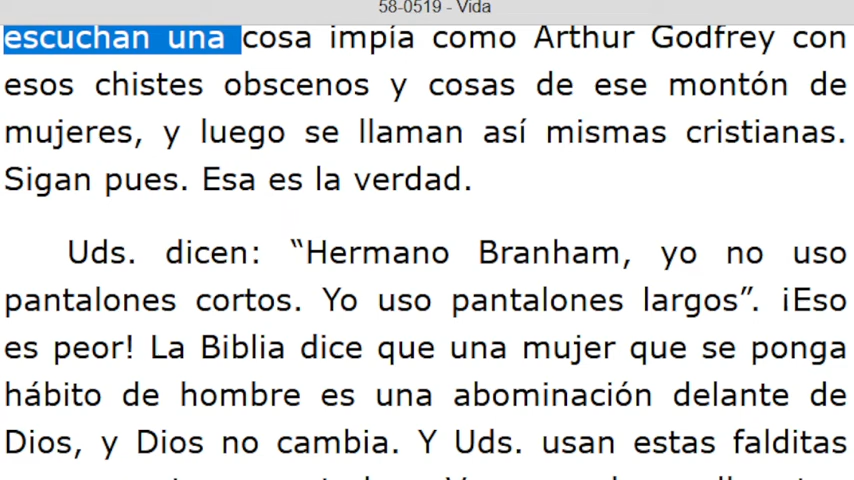 58-0519 - Vida
escuchan una cosa impía como Arthur Godfrey con
esos chistes obscenos y cosas de ese montón de
mujeres, y luego se llaman así mismas cristianas.
Sigan pues. Esa es la verdad.
Uds. dicen: “Hermano Branham, yo no uso
pantalones cortos. Yo uso pantalones largos”. ¡Eso
es peor! La Biblia dice que una mujer que se ponga
hábito de hombre es una abominación delante de
Dios, y Dios no cambia. Y Uds. usan estas falditas